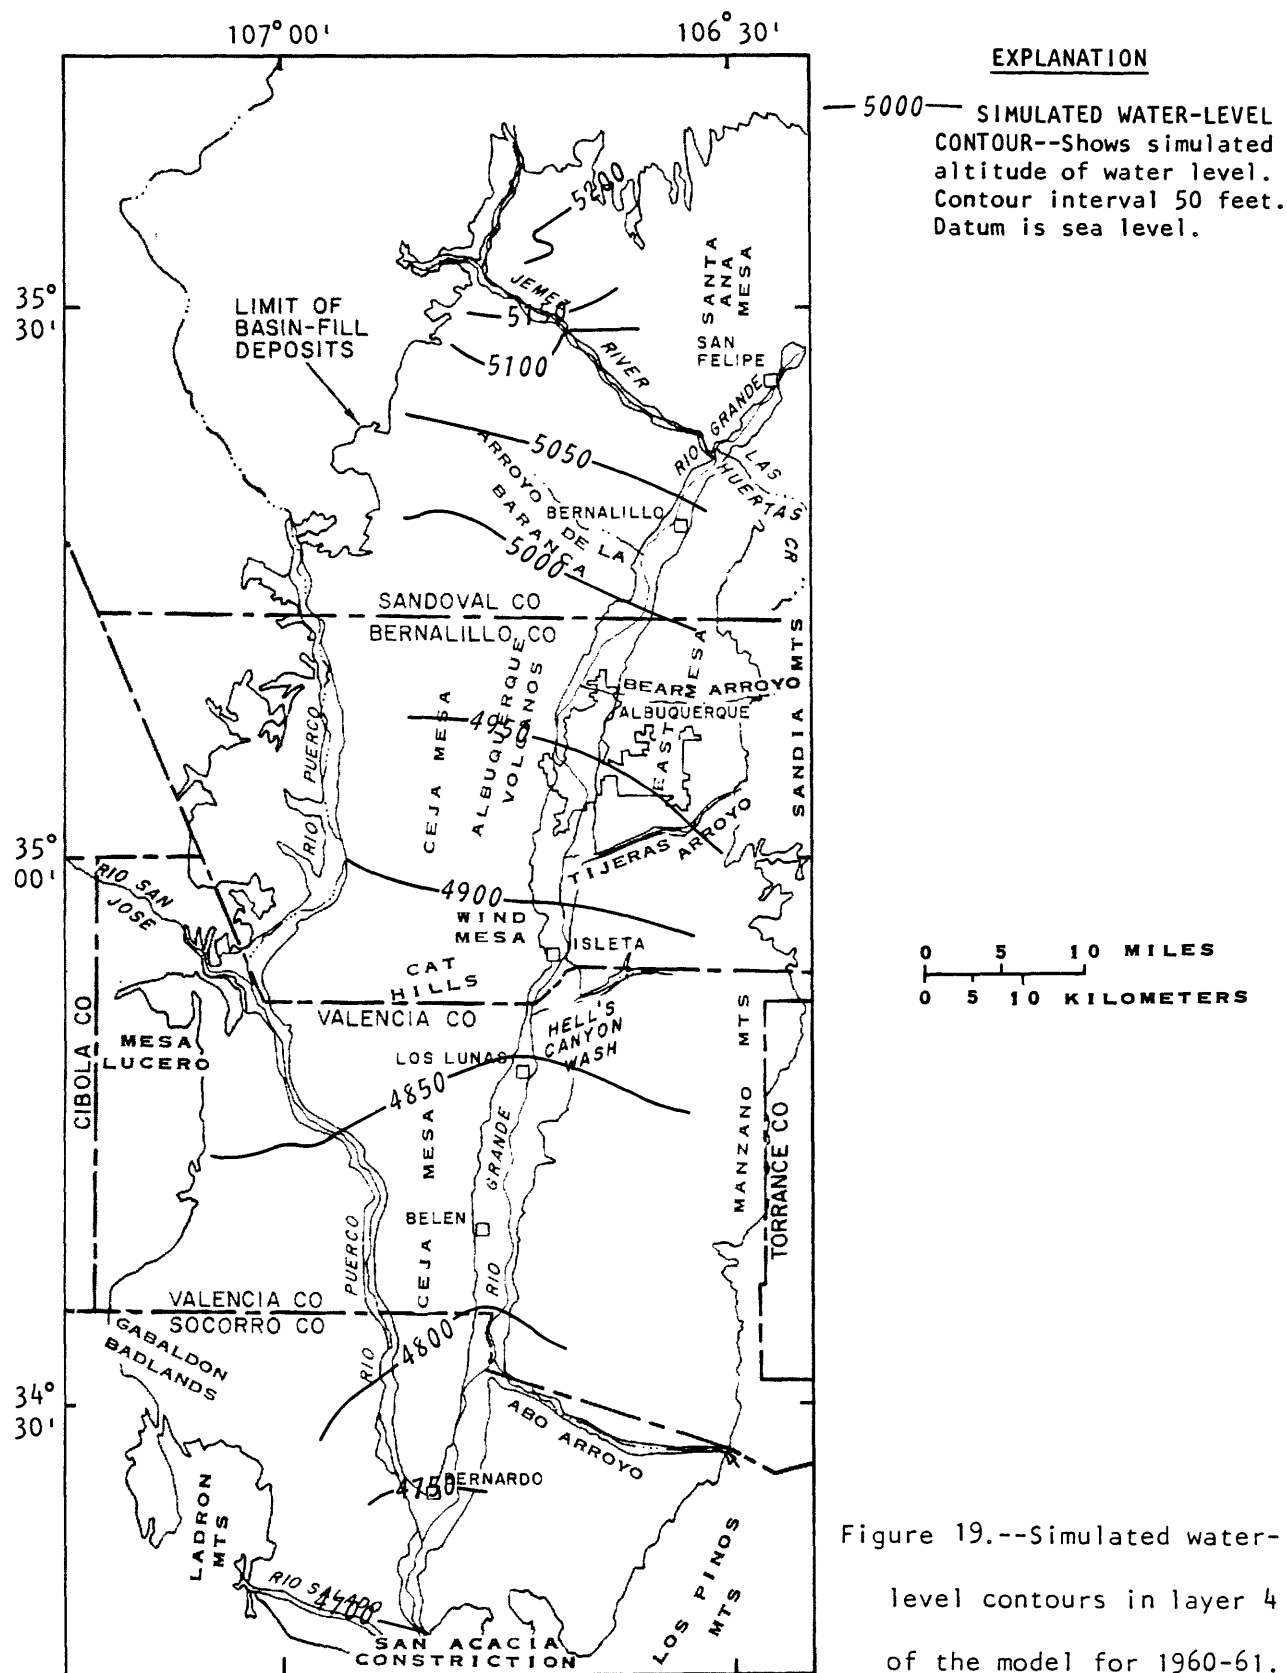 107°00'
106°30'
EXPLANATION
5000
SIMULATED WATER-LEVEL
CONTOUR--Shows simulated
altitude of water level.
Contour interval 50 feet.
Datum is sea level.
5200
SANTA
ANA
MESA
JEMEZ
RIVER
35°
30'
LIMIT OF
BASIN-FILL
DEPOSITS
5150
5100
SAN
FELIPE
RIO GRANDE
5050
ARROYO
DE LA
BARANCA
LAS
HUERTAS
CR
BERNALILLO
5000
SANDOVAL CO
BERNALILLO CO
SANDIA MTS
BEAR ARROYO
ALBUQUERQUE
EAST MESA
4950
CEJA MESA
ALBUQUERQUE
VOLCANOS
RIO PUERCO
TIJERAS ARROYO
35°
00'
RIO SAN
JOSE
4900
WIND
MESA
ISLETA
CAT
HILLS
VALENCIA CO
0 5 10 MILES
0 5 10 KILOMETERS
HELL'S
CANYON
WASH
MESA
LUCERO
CIBOLA CO
LOS LUNAS
4850
MANZANO MTS
TORRANCE CO
CEJA MESA
RIO GRANDE
BELEN
RIO PUERCO
VALENCIA CO
SOCORRO CO
GABALDON
BADLANDS
4800
34°
30'
ABO ARROYO
4750
BERNARDO
LADRON
MTS
RIO SALADO
4700
SAN ACACIA
CONSTRICTION
LOS PINOS
MTS
Figure 19.--Simulated water-
level contours in layer 4
of the model for 1960-61.